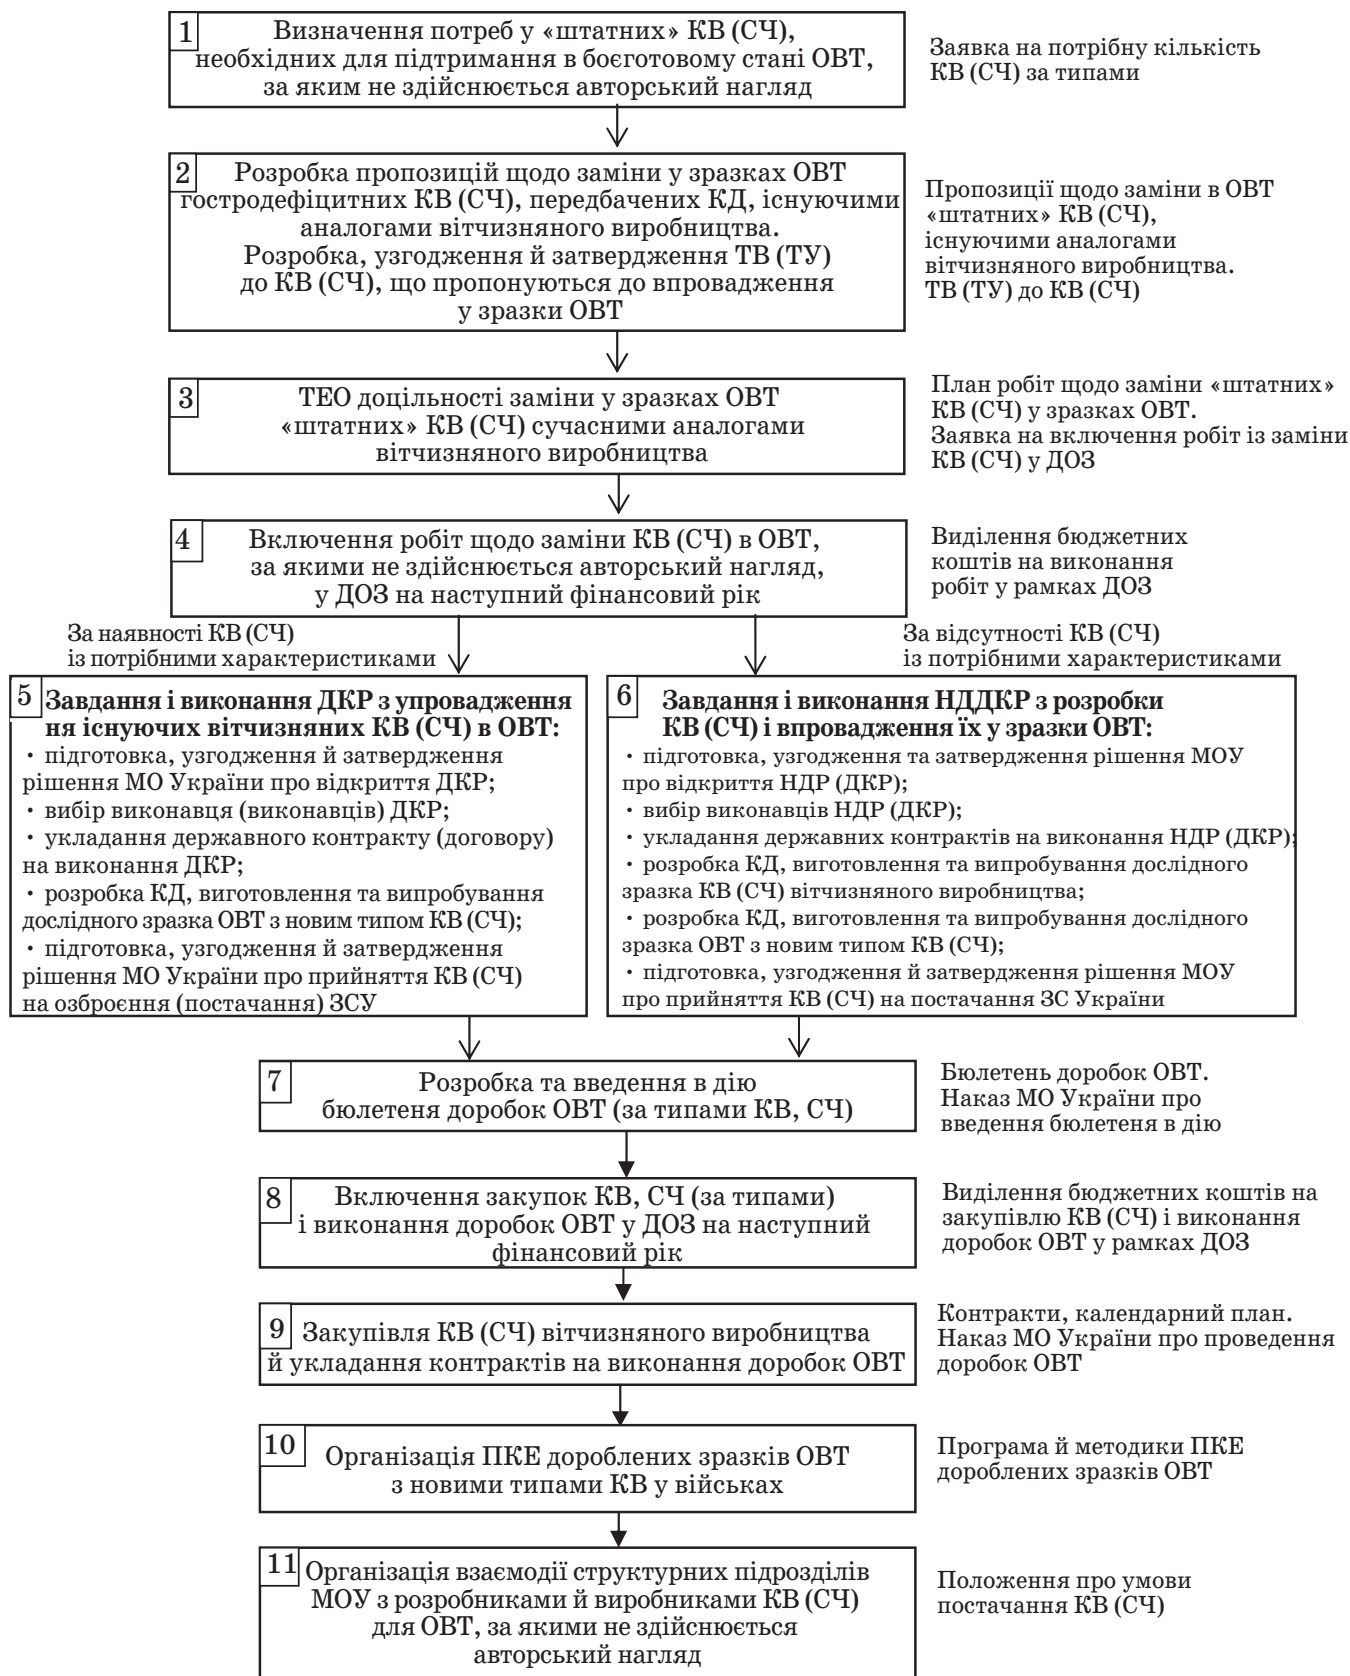 1
Визначення потреб у «штатних» КВ (СЧ),
необхідних для підтримання в боєготовому стані ОВТ,
за яким не здійснюється авторський нагляд
Заявка на потрібну кількість
КВ (СЧ) за типами
2
Розробка пропозицій щодо заміни у зразках ОВТ
гостродефіцитних КВ (СЧ), передбачених КД, існуючими
аналогами вітчизняного виробництва.
Розробка, узгодження й затвердження ТВ (ТУ)
до КВ (СЧ), що пропонуються до впровадження
у зразки ОВТ
Пропозиції щодо заміни в ОВТ
«штатних» КВ (СЧ),
існуючими аналогами
вітчизняного виробництва.
ТВ (ТУ) до КВ (СЧ)
3
ТЕО доцільності заміни у зразках ОВТ
«штатних» КВ (СЧ) сучасними аналогами
вітчизняного виробництва
План робіт щодо заміни «штатних»
КВ (СЧ) у зразках ОВТ.
Заявка на включення робіт із заміни
КВ (СЧ) у ДОЗ
4
Включення робіт щодо заміни КВ (СЧ) в ОВТ,
за якими не здійснюється авторський нагляд,
у ДОЗ на наступний фінансовий рік
Виділення бюджетних
коштів на виконання
робіт у рамках ДОЗ
За наявності КВ (СЧ)
із потрібними характеристиками
За відсутності КВ (СЧ)
із потрібними характеристиками
5
Завдання і виконання ДКР з упровадження
ня існуючих вітчизняних КВ (СЧ) в ОВТ:
· підготовка, узгодження й затвердження
рішення МО України про відкриття ДКР;
· вибір виконавця (виконавців) ДКР;
· укладання державного контракту (договору)
на виконання ДКР;
· розробка КД, виготовлення та випробування
дослідного зразка ОВТ з новим типом КВ (СЧ);
· підготовка, узгодження й затвердження
рішення МО України про прийняття КВ (СЧ)
на озброєння (постачання) ЗСУ
6
Завдання і виконання НДДКР з розробки
КВ (СЧ) і впровадження їх у зразки ОВТ:
· підготовка, узгодження та затвердження рішення МОУ
про відкриття НДР (ДКР);
· вибір виконавців НДР (ДКР);
· укладання державних контрактів на виконання НДР (ДКР);
· розробка КД, виготовлення та випробування дослідного
зразка КВ (СЧ) вітчизняного виробництва;
· розробка КД, виготовлення та випробування дослідного
зразка ОВТ з новим типом КВ (СЧ);
· підготовка, узгодження й затвердження рішення МОУ
про прийняття КВ (СЧ) на постачання ЗС України
7
Розробка та введення в дію
бюлетеня доробок ОВТ (за типами КВ, СЧ)
Бюлетень доробок ОВТ.
Наказ МО України про
введення бюлетеня в дію
8
Включення закупок КВ, СЧ (за типами)
і виконання доробок ОВТ у ДОЗ на наступний
фінансовий рік
Виділення бюджетних коштів на
закупівлю КВ (СЧ) і виконання
доробок ОВТ у рамках ДОЗ
9
Закупівля КВ (СЧ) вітчизняного виробництва
й укладання контрактів на виконання доробок ОВТ
Контракти, календарний план.
Наказ МО України про проведення
доробок ОВТ
10
Організація ПКЕ дороблених зразків ОВТ
з новими типами КВ у військах
Програма й методики ПКЕ
дороблених зразків ОВТ
11
Організація взаємодії структурних підрозділів
МОУ з розробниками й виробниками КВ (СЧ)
для ОВТ, за якими не здійснюється
авторський нагляд
Положення про умови
постачання КВ (СЧ)